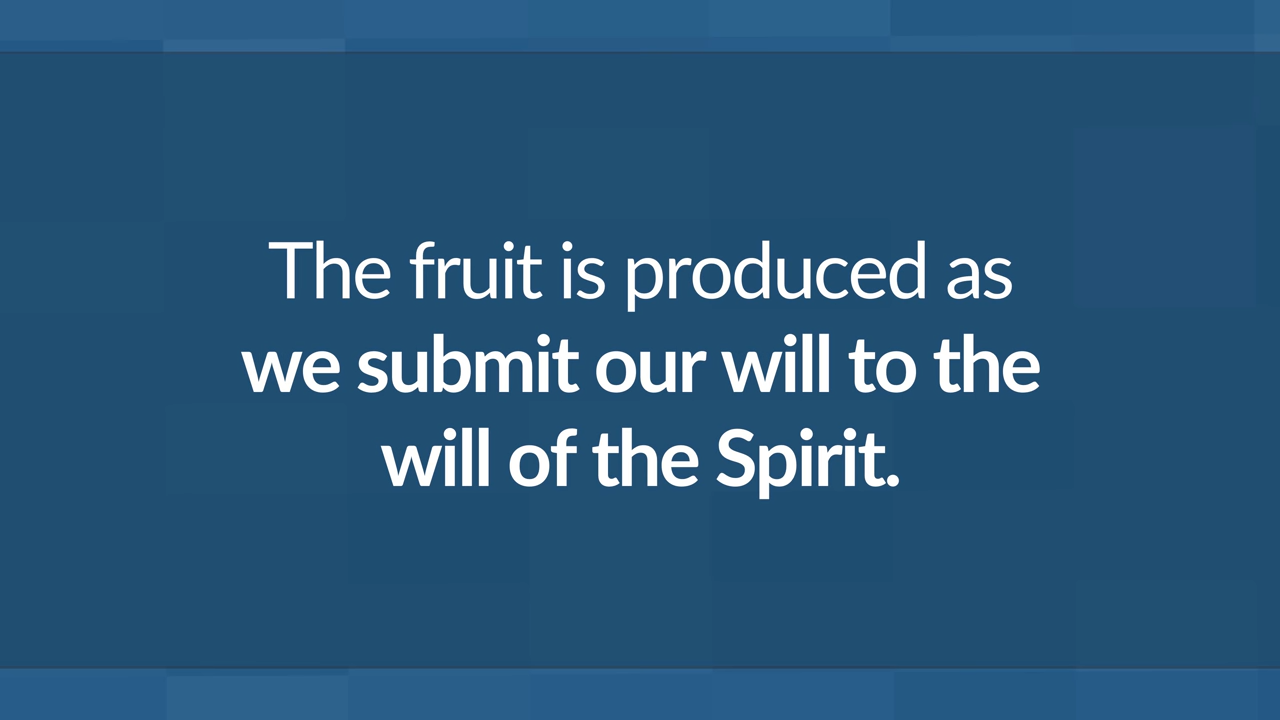 The fruit is produced as
we submit our will to the
will of the Spirit.